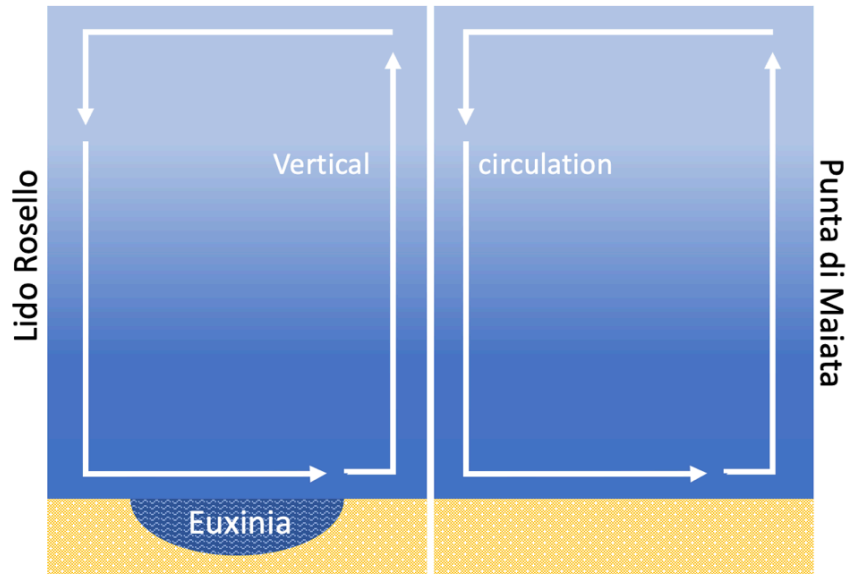 Lido Rosello
Vertical
circulation
Punta di Maiata
Euxinia